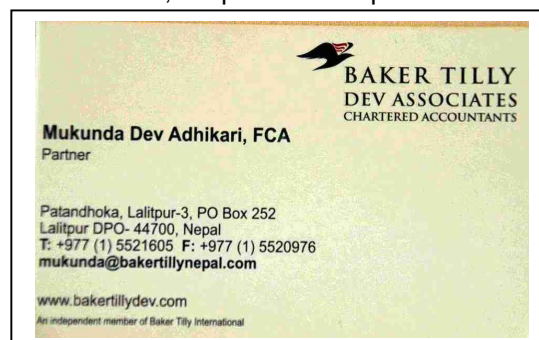 BAKER TILLY
DEV ASSOCIATES
CHARTERED ACCOUNTANTS
Mukunda Dev Adhikari, FCA
Partner
Patandhoka, Lalitpur-3, PO Box 252
Lalitpur DPO- 44700, Nepal
T: +977 (1) 5521605 F: +977 (1) 5520976
mukunda@bakertillynepal.com
www.bakertillydev.com
An independent member of Baker Tilly International